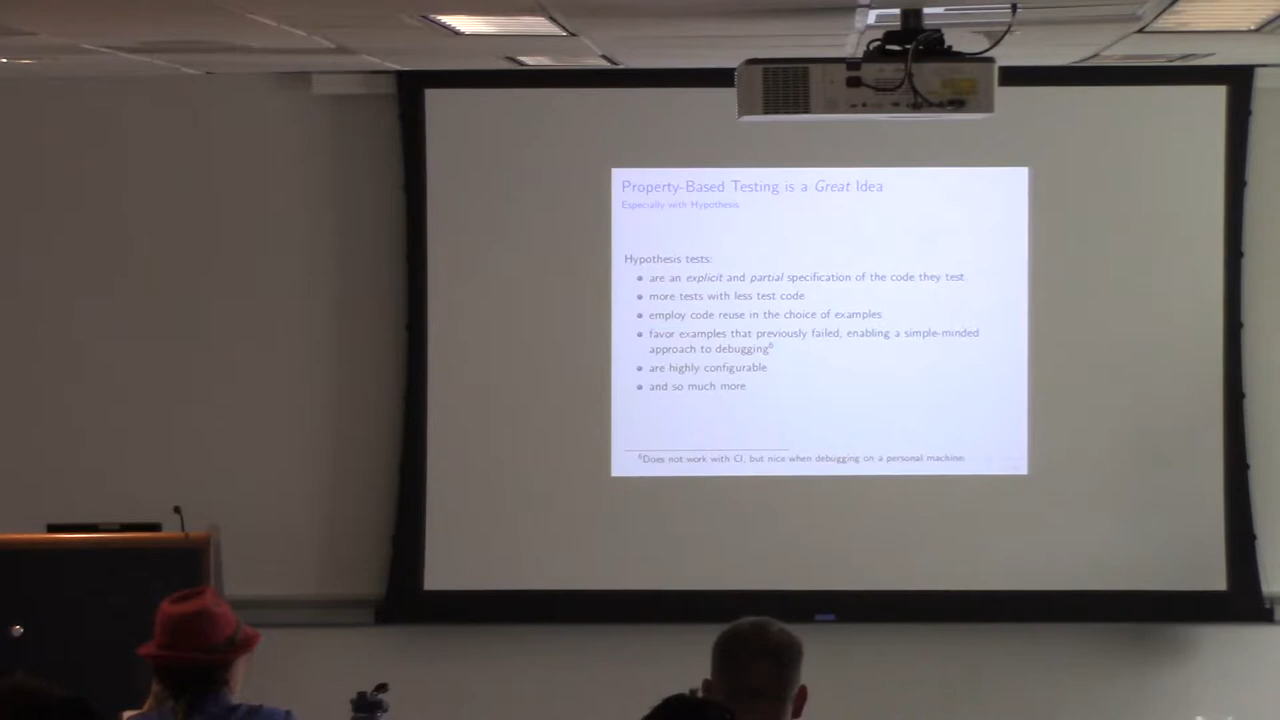 Property-Based Testing is a Great Idea
Especially with Hypothesis
Hypothesis tests:
• are an explicit and partial specification of the code they test
• more tests with less test code
• employ code reuse in the choice of examples
• favor examples that previously failed, enabling a simple-minded
approach to debugging⁶
• are highly configurable
• and so much more
⁶Does not work with CI, but nice when debugging on a personal machine.